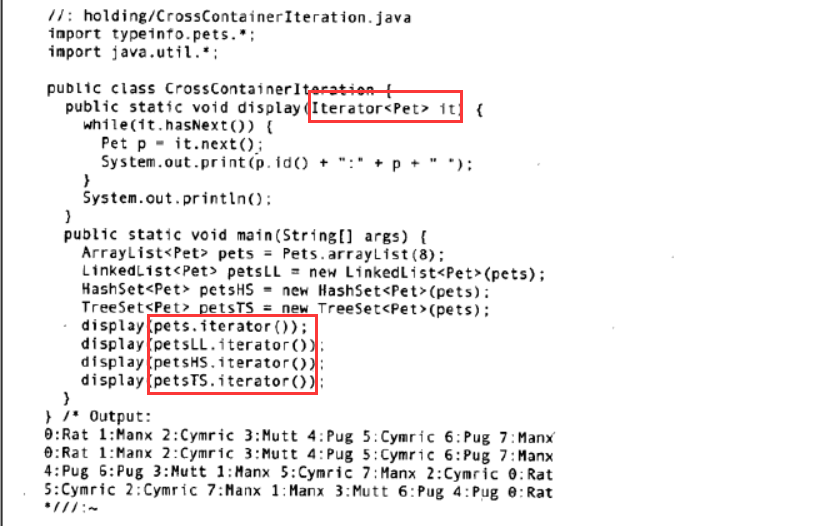 //: holding/CrossContainerIteration.java
import typeinfo.pets.*;
import java.util.*;
public class CrossContainerIteration {
public static void display(Iterator<Pet> it) {
while(it.hasNext()) {
Pet p = it.next();
System.out.print(p.id() + ":" + p + " ");
}
System.out.println();
}
public static void main(String[] args) {
ArrayList<Pet> pets = Pets.arrayList(8);
LinkedList<Pet> petsLL = new LinkedList<Pet>(pets);
HashSet<Pet> petsHS = new HashSet<Pet>(pets);
TreeSet<Pet> petsTS = new TreeSet<Pet>(pets);
display(pets.iterator());
display(petsLL.iterator());
display(petsHS.iterator());
display(petsTS.iterator());
}
} /* Output:
0:Rat 1:Manx 2:Cymric 3:Mutt 4:Pug 5:Cymric 6:Pug 7:Manx
0:Rat 1:Manx 2:Cymric 3:Mutt 4:Pug 5:Cymric 6:Pug 7:Manx
4:Pug 6:Pug 3:Mutt 1:Manx 5:Cymric 7:Manx 2:Cymric 0:Rat
5:Cymric 2:Cymric 7:Manx 1:Manx 3:Mutt 6:Pug 4:Pug 0:Rat
*///:~